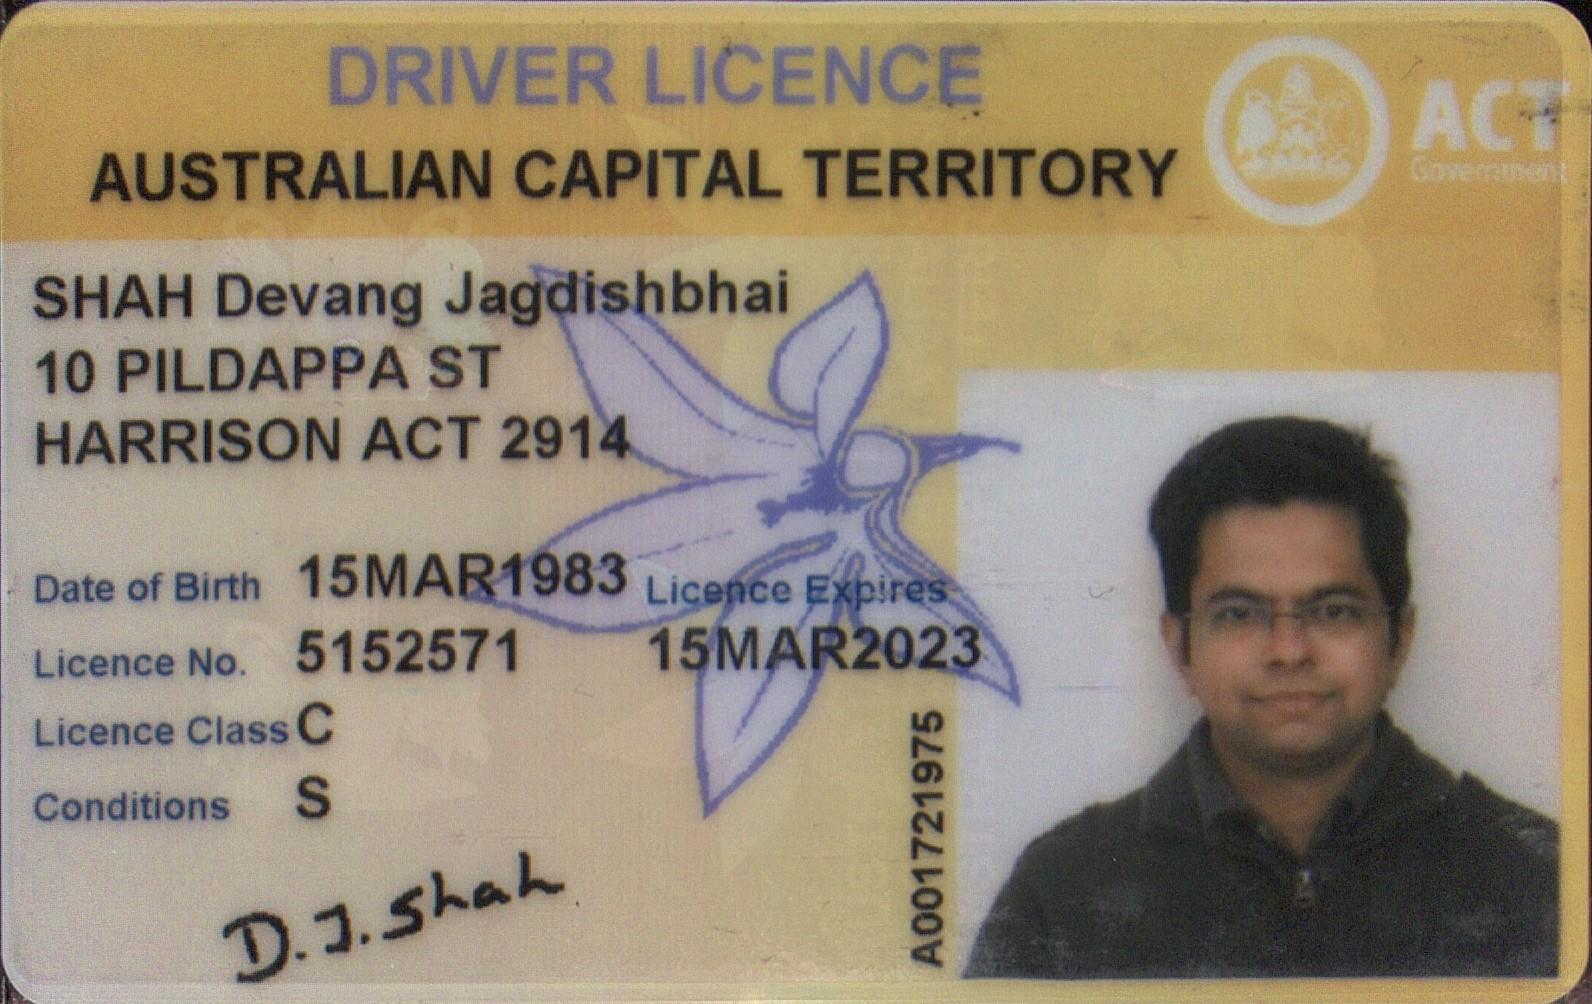 DRIVER LICENCE
AUSTRALIAN CAPITAL TERRITORY
ACT
Government
SHAH Devang Jagdishbhai
10 PILDAPPA ST
HARRISON ACT 2914
Date of Birth 15MAR1983 Licence Expires
Licence No. 5152571 15MAR2023
Licence Class C
Conditions S
A001721975
D.J.Shah